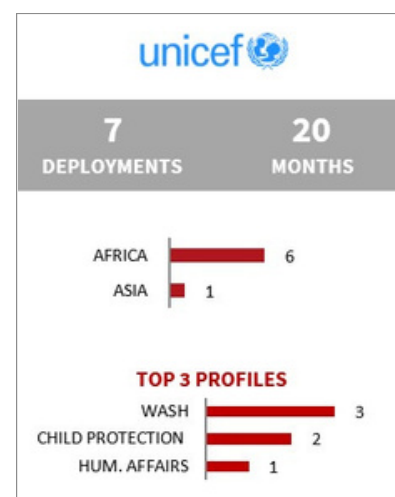 unicef
7 20
DEPLOYMENTS MONTHS
AFRICA 6
ASIA 1
TOP 3 PROFILES
WASH 3
CHILD PROTECTION 2
HUM. AFFAIRS 1